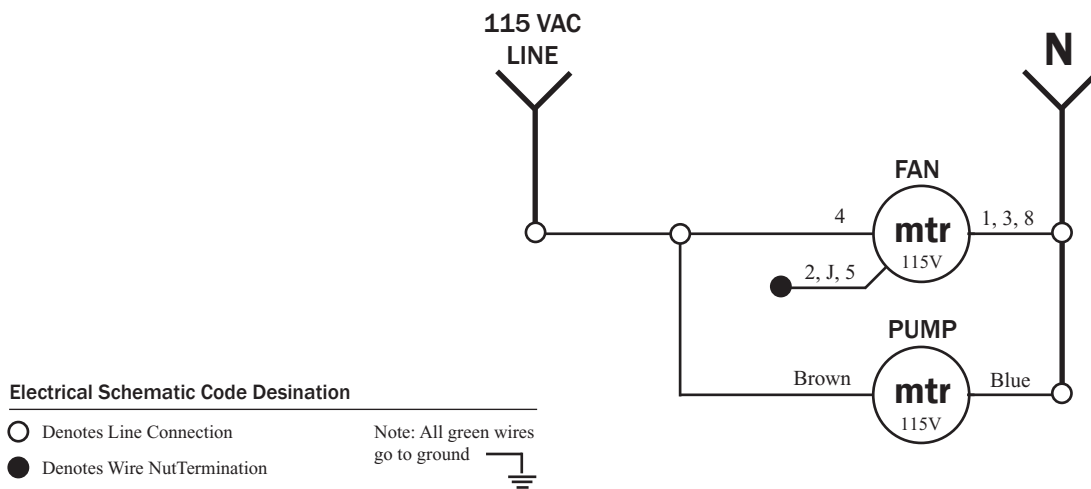 115 VAC
LINE
N
FAN
4
mtr
1, 3, 8
115V
2, J, 5
PUMP
Brown
mtr
Blue
115V
Electrical Schematic Code Desination
Denotes Line Connection
Denotes Wire NutTermination
Note: All green wires
go to ground